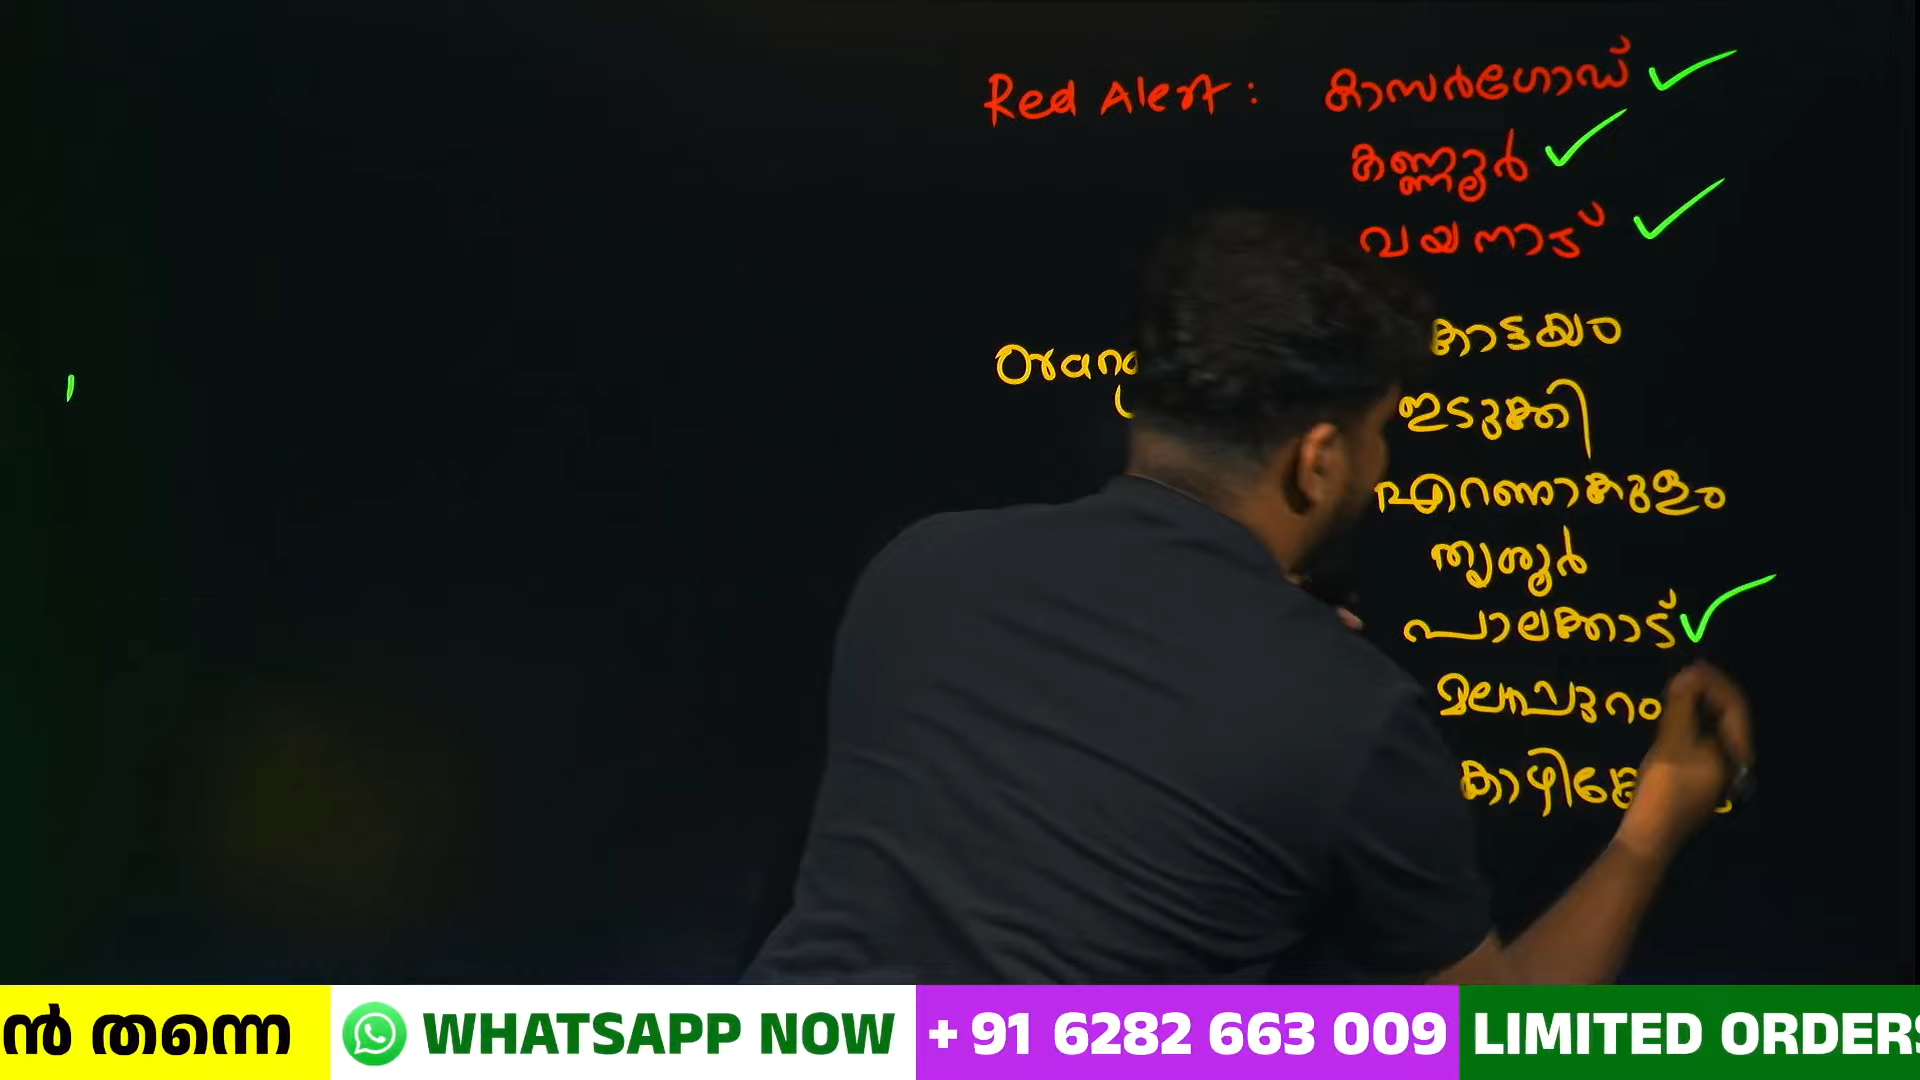 Red Alert : കാസർഗോഡ്
കണ്ണൂർ
വയനാട്
Orang
കോട്ടയം
ഇടുക്കി
എറണാകുളം
തൃശൂർ
പാലക്കാട്
മലപ്പുറം
ൻ തന്നെ WHATSAPP NOW + 91 6282 663 009 LIMITED ORDERS